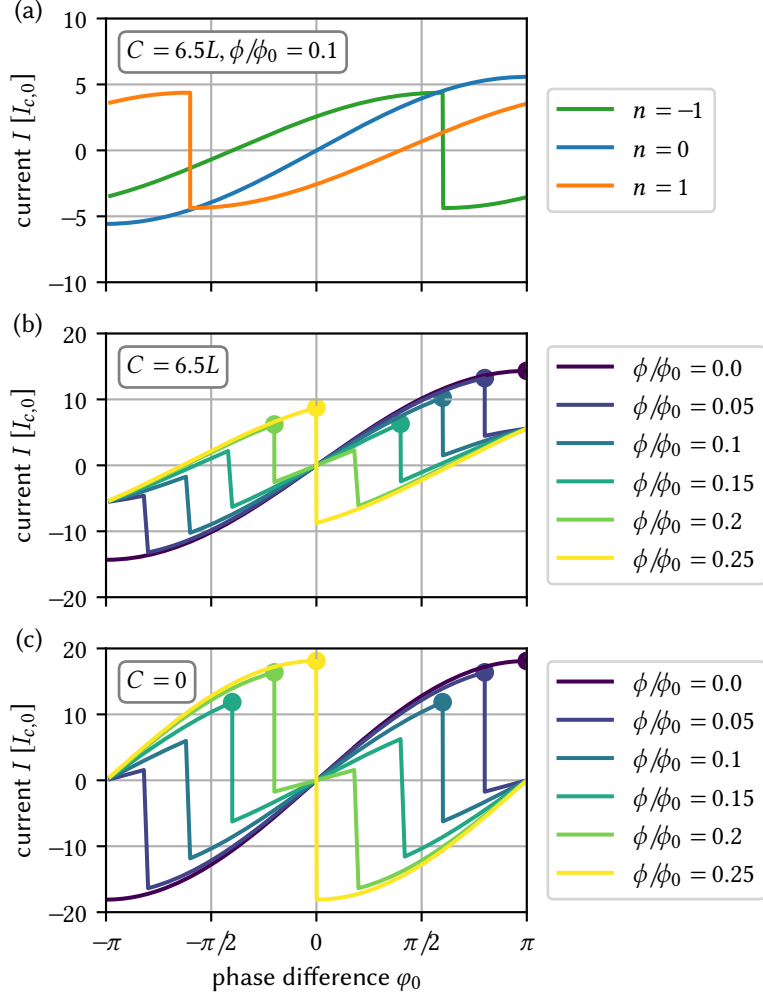 (a)
10
5
0
−5
−10
current I [I_{c,0}]
C = 6.5L, ϕ/ϕ₀ = 0.1
n = −1
n = 0
n = 1
(b)
20
10
0
−10
−20
current I [I_{c,0}]
C = 6.5L
ϕ/ϕ₀ = 0.0
ϕ/ϕ₀ = 0.05
ϕ/ϕ₀ = 0.1
ϕ/ϕ₀ = 0.15
ϕ/ϕ₀ = 0.2
ϕ/ϕ₀ = 0.25
(c)
20
10
0
−10
−20
current I [I_{c,0}]
C = 0
ϕ/ϕ₀ = 0.0
ϕ/ϕ₀ = 0.05
ϕ/ϕ₀ = 0.1
ϕ/ϕ₀ = 0.15
ϕ/ϕ₀ = 0.2
ϕ/ϕ₀ = 0.25
−π −π/2 0 π/2 π
phase difference φ₀